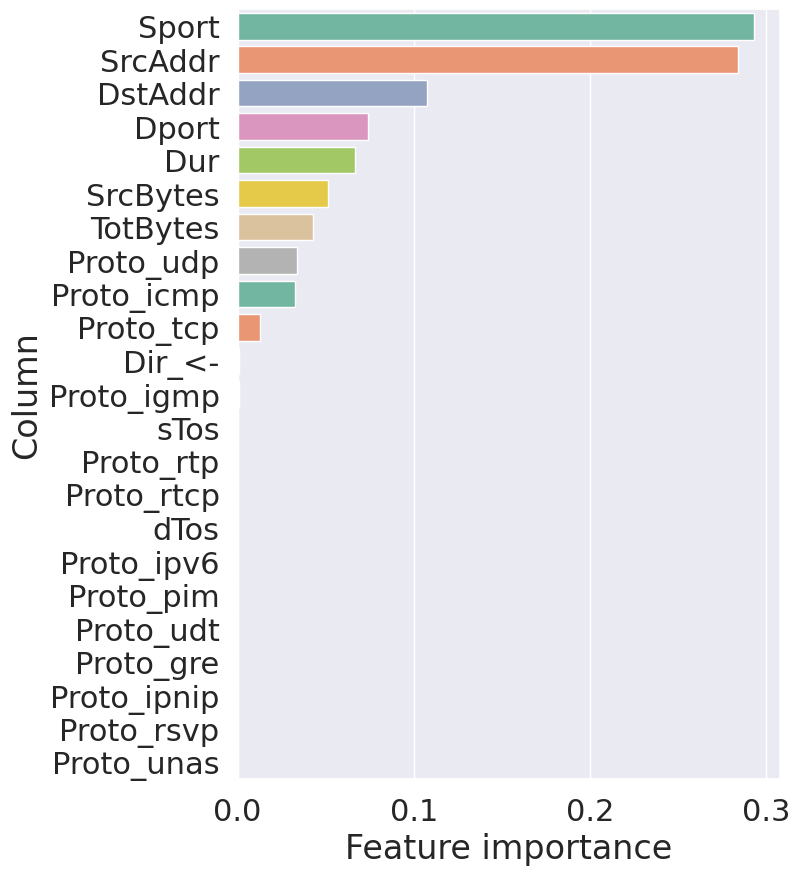 Sport
SrcAddr
DstAddr
Dport
Dur
SrcBytes
TotBytes
Proto_udp
Proto_icmp
Proto_tcp
Dir_<-
Proto_igmp
sTos
Proto_rtp
Proto_rtcp
dTos
Proto_ipv6
Proto_pim
Proto_udt
Proto_gre
Proto_ipnip
Proto_rsvp
Proto_unas
Column
0.0 0.1 0.2 0.3
Feature importance